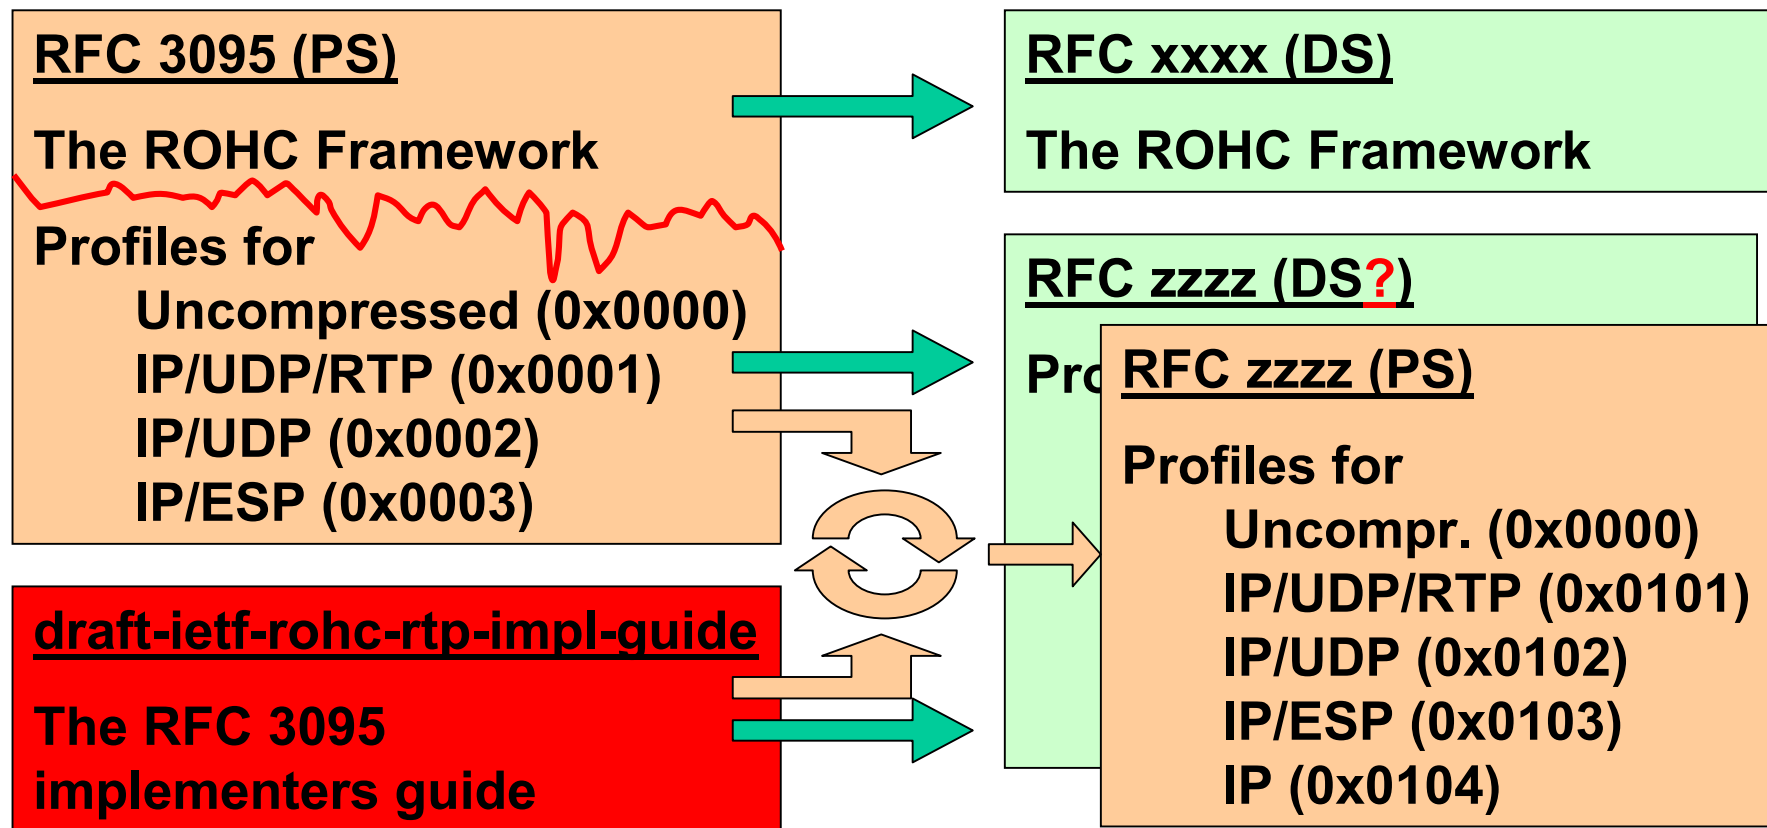 RFC 3095 (PS)
The ROHC Framework
Profiles for
Uncompressed (0x0000)
IP/UDP/RTP (0x0001)
IP/UDP (0x0002)
IP/ESP (0x0003)
draft-ietf-rohc-rtp-impl-guide
The RFC 3095
implementers guide
RFC xxxx (DS)
The ROHC Framework
RFC zzzz (DS?)
RFC zzzz (PS)
Profiles for
Uncompr. (0x0000)
IP/UDP/RTP (0x0101)
IP/UDP (0x0102)
IP/ESP (0x0103)
IP (0x0104)